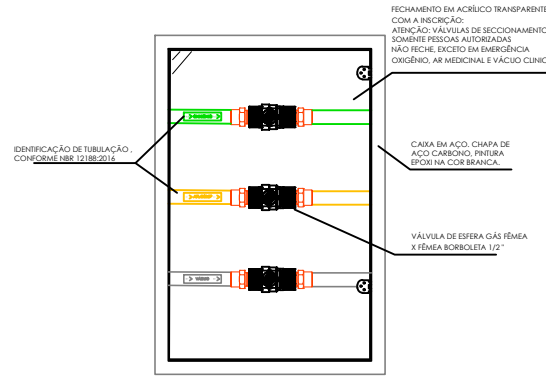 FECHAMENTO EM ACRÍLICO TRANSPARENTE
COM A INSCRIÇÃO:
ATENÇÃO: VÁLVULAS DE SECCIONAMENTO
SOMENTE PESSOAS AUTORIZADAS
NÃO FECHE, EXCETO EM EMERGÊNCIA
OXIGÊNIO, AR MEDICINAL E VÁCUO CLINIC
IDENTIFICAÇÃO DE TUBULAÇÃO ,
CONFORME NBR 12188:2016
CAIXA EM AÇO. CHAPA DE
AÇO CARBONO, PINTURA
EPOXI NA COR BRANCA.
VÁLVULA DE ESFERA GÁS FÊMEA
X FÊMEA BORBOLETA 1/2"